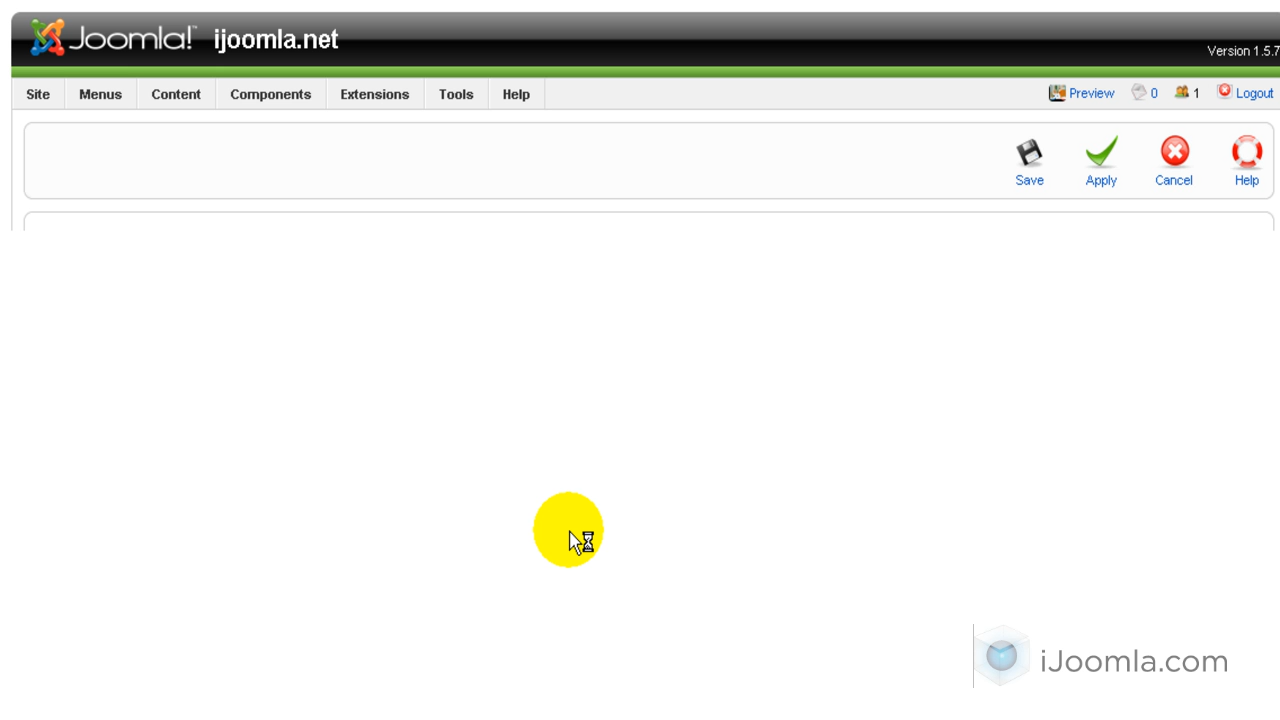 Joomla!™ ijoomla.net
Version 1.5.7
Site Menus Content Components Extensions Tools Help Preview 0 1 Logout
Save Apply Cancel Help
iJoomla.com